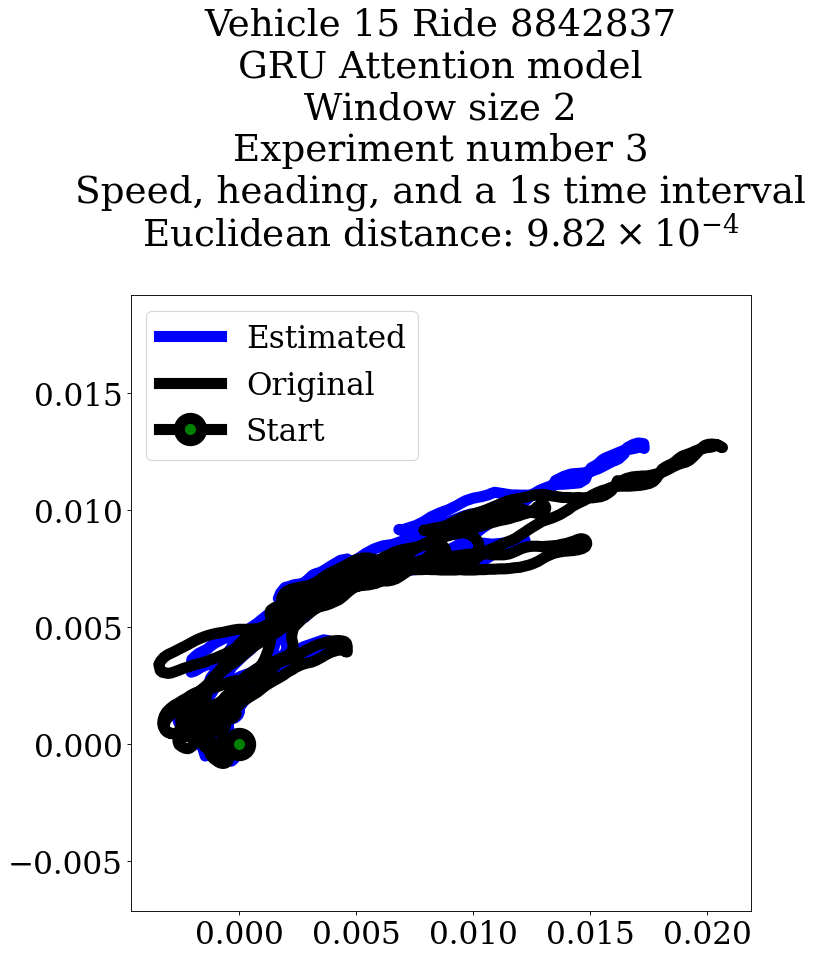 Vehicle 15 Ride 8842837
GRU Attention model
Window size 2
Experiment number 3
Speed, heading, and a 1s time interval
Euclidean distance: 9.82 × 10⁻⁴
Estimated
Original
Start
0.015
0.010
0.005
0.000
−0.005
0.000 0.005 0.010 0.015 0.020